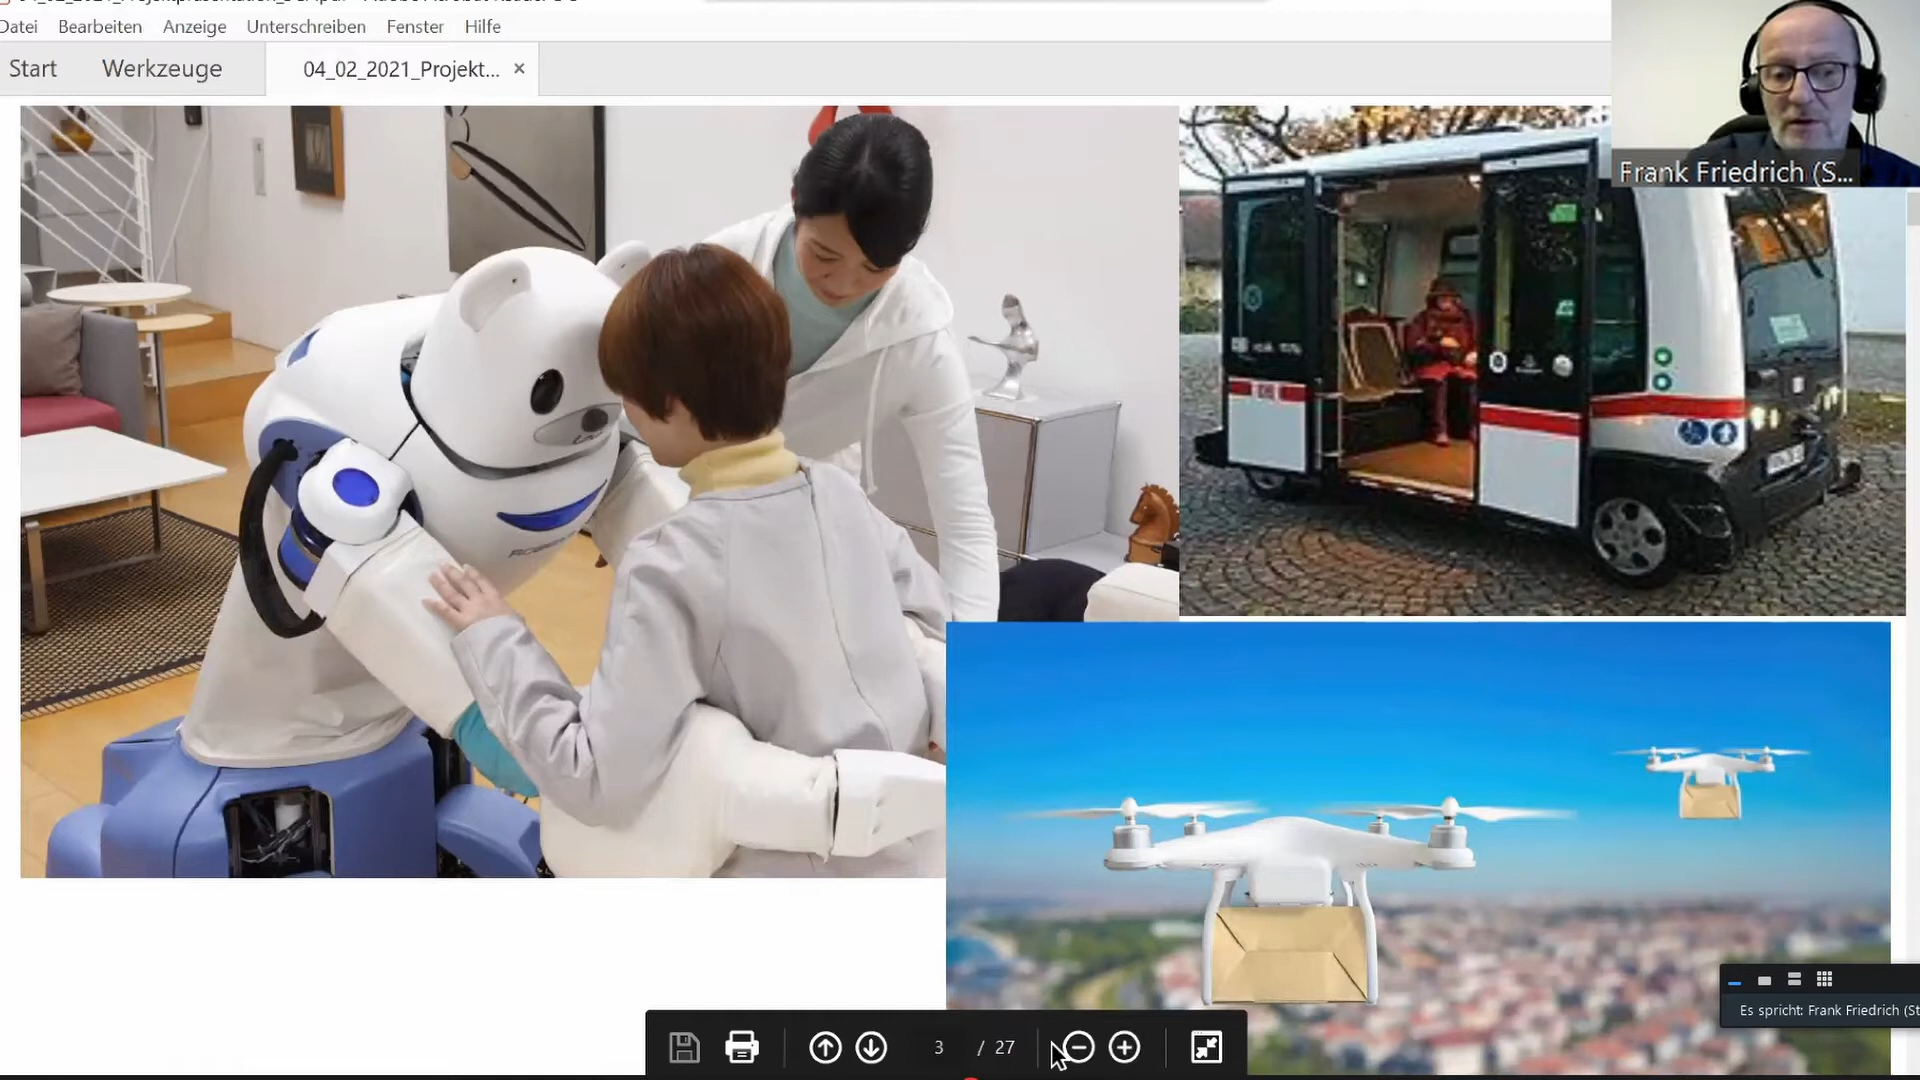 Datei Bearbeiten Anzeige Unterschreiben Fenster Hilfe
Start Werkzeuge 04_02_2021_Projekt...
Frank Friedrich (S...
3 / 27
Es spricht: Frank Friedrich (St